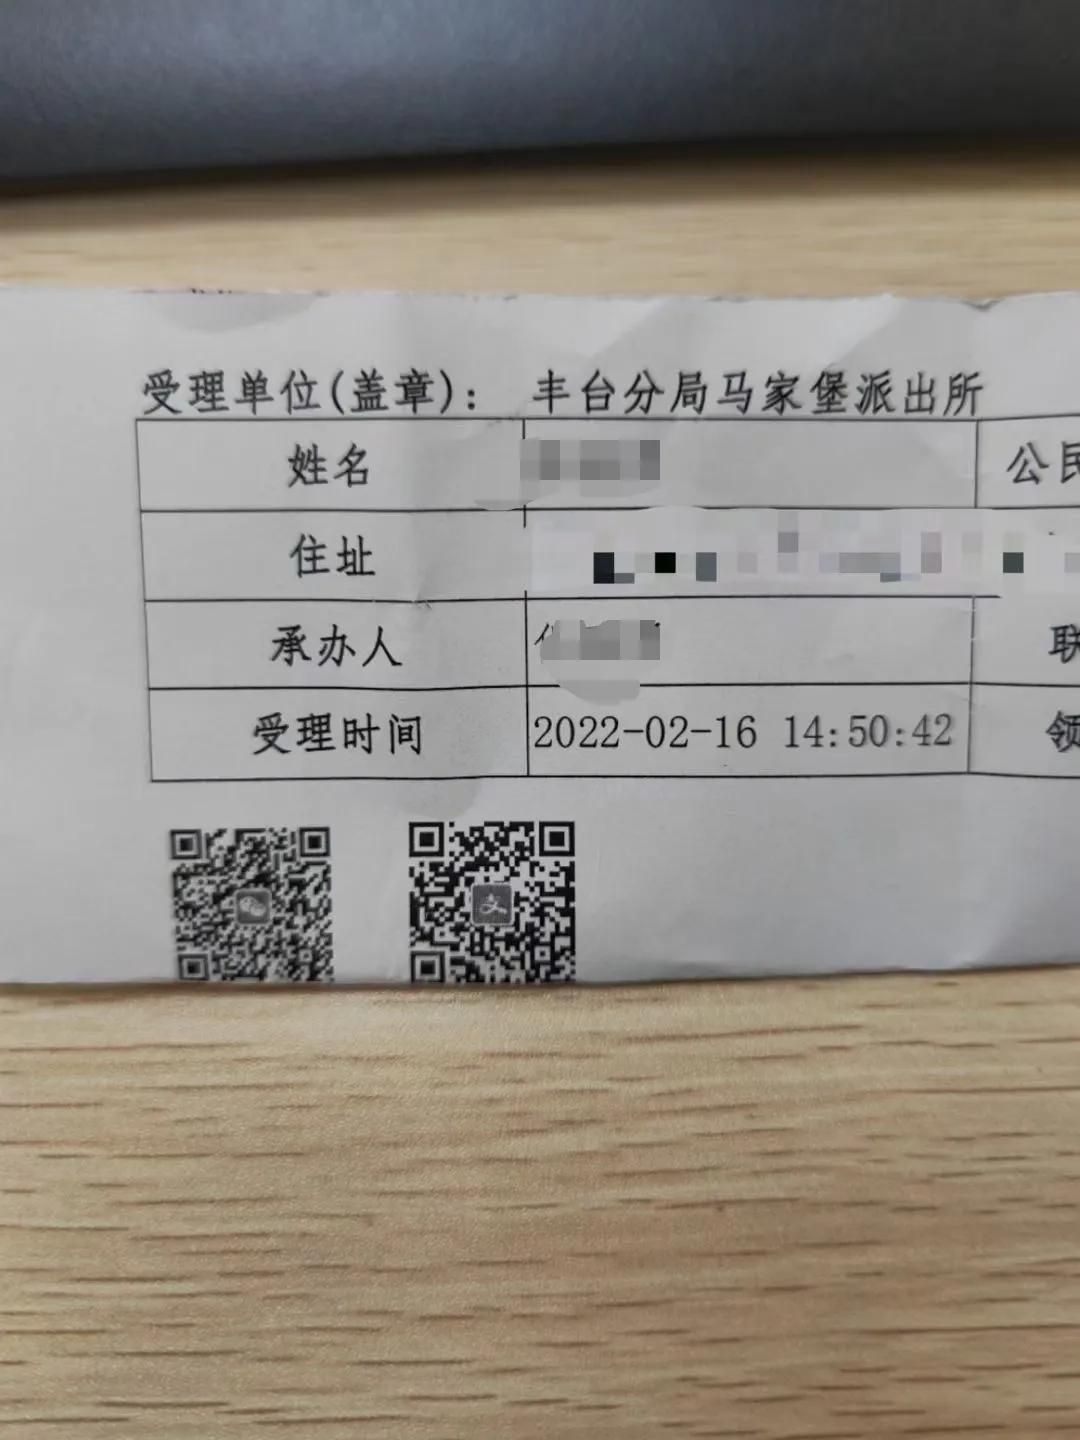 受理单位(盖章): 丰台分局马家堡派出所
姓名 公民
住址
承办人 联
受理时间 2022-02-16 14:50:42 领